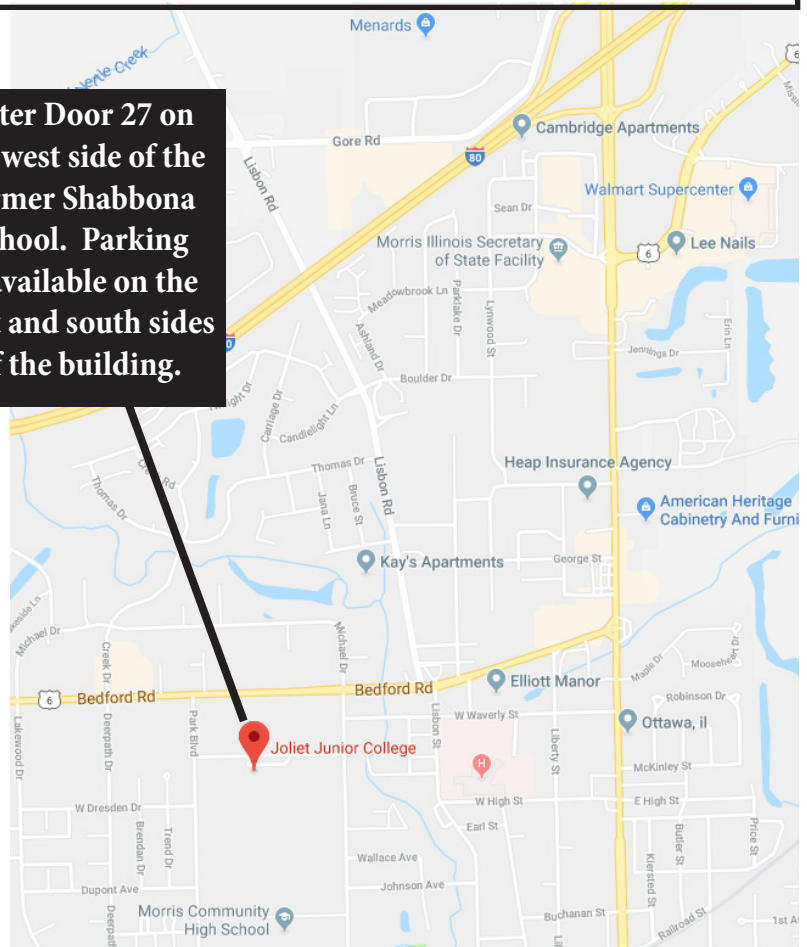 Menards
6
ter Door 27 on
west side of the
rmer Shabbona
hool. Parking
available on the
and south sides
f the building.
Gore Rd
Cambridge Apartments
80
Lisbon Rd
Walmart Supercenter
Sean Dr
Morris Illinois Secretary
of State Facility
6
Lee Nails
Meadowbrook Ln
Parklake Dr
Lynwood St
Ashland Dr
Erin Ln
Jennings Dr
Boulder Dr
Carriage Dr
Candlelight Ln
Heap Insurance Agency
Thomas Dr
Lisbon Rd
Thomas Dr
Jana Ln
Bruce St
American Heritage
Cabinetry And Furni
Kay's Apartments
George St
Michael Dr
Michael Dr
Creek Dr
Maple Dr
Mooseheart Dr
Elliott Manor
6
Bedford Rd
Bedford Rd
Robinson Dr
Lakewood Dr
Deerpath Dr
Park Blvd
Lisbon St
W Waverly St
Liberty St
Ottawa, il
Joliet Junior College
H
McKinley St
W High St
E High St
W Dresden Dr
Earl St
Brendan Dr
Trend Dr
Butler St
Price St
Wallace Ave
Kiersted St
Johnson Ave
Dupont Ave
Morris Community
High School
Buchanan St
Railroad St